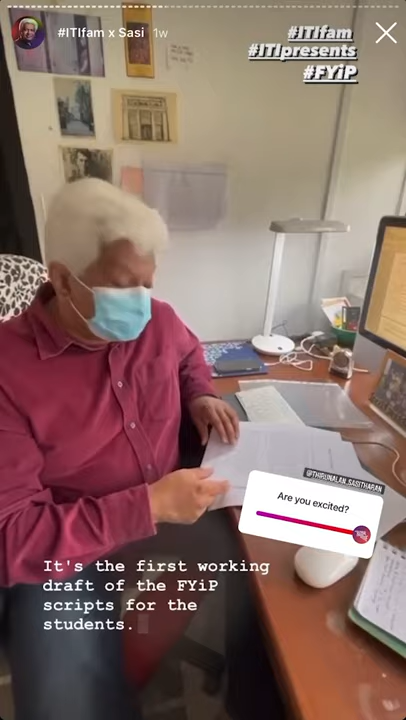 #ITIfam x Sasi 1w
#ITIfam
#ITIpresents
#FYiP
@THIRUNALAN_SASITHARAN
Are you excited?
It's the first working
draft of the FYiP
scripts for the
students.